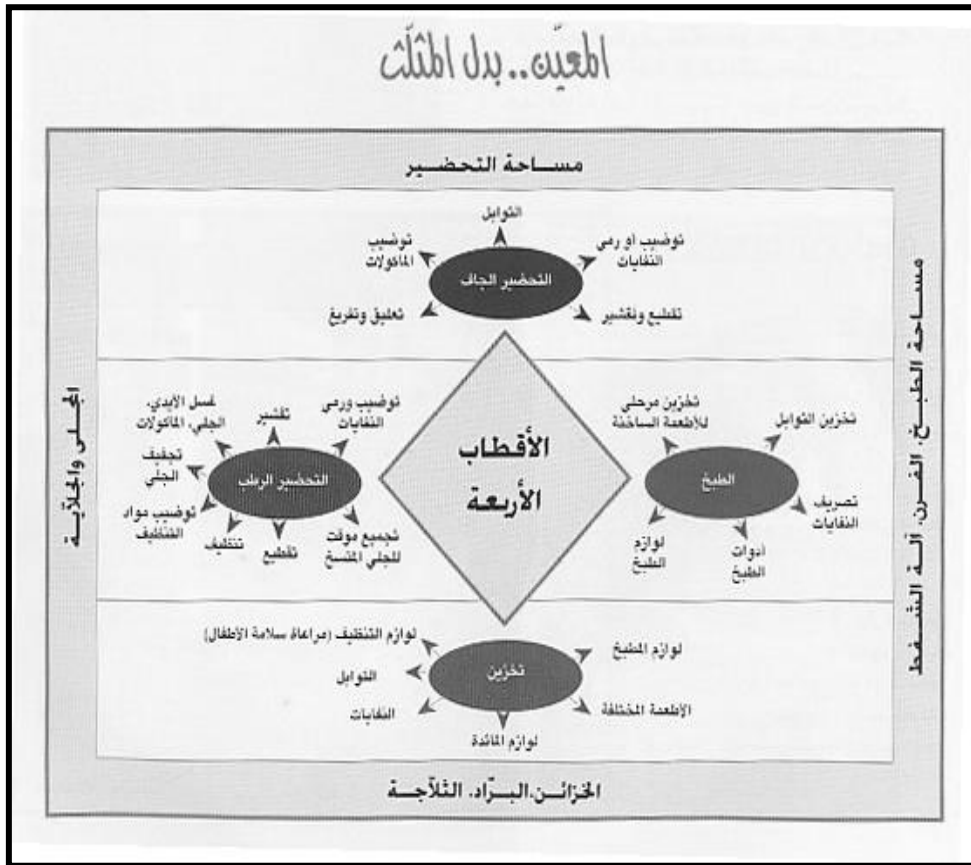 المعيّن.. بدل المثلّث
مساحة التحضير
التوابل
توضيب أو رمي
النفايات
توضيب
المأكولات
التحضير الجاف
تقطيع وتقشير
تعليق وتفريغ
مساحة الطبخ. الفرن. آلة الشفط
تخزين التوابل
تخزين مرحلي
للأطعمة الساخنة
الطبخ
تصريف
النفايات
أدوات
الطبخ
لوازم
الطبخ
الأقطاب
الأربعة
توضيب ورمي
النفايات
تقشير
غسل الأيدي.
الجلي. المأكولات
تجفيف
الجلي
التحضير الرطب
توضيب مواد
التنظيف
تنظيف
تقطيع
تجميع موقت
للجلي المتسخ
المجلى والجلاية
لوازم المطبخ
لوازم التنظيف (مراعاة سلامة الأطفال)
تخزين
التوابل
الأطعمة المختلفة
النفايات
لوازم المائدة
الخزائن.البرّاد. الثلّاجة